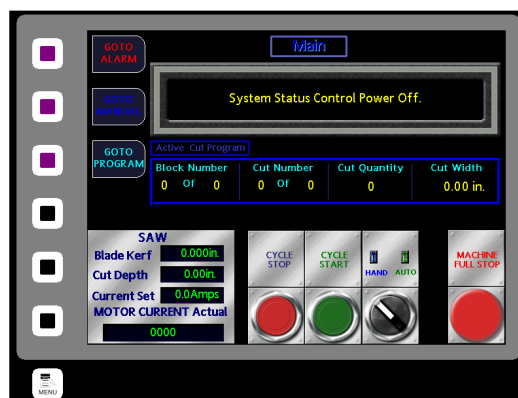 GOTO
ALARM
Main
GOTO
MANUAL
System Status Control Power Off.
GOTO
PROGRAM
Active Cut Program
Block Number
Cut Number
Cut Quantity
Cut Width
0 Of 0
0 Of 0
0
0.00 in.
SAW
Blade Kerf 0.000in.
Cut Depth 0.00in.
Current Set 0.0Amps
MOTOR CURRENT Actual
0000
CYCLE
STOP
CYCLE
START
HAND AUTO
MACHINE
FULL STOP
MENU